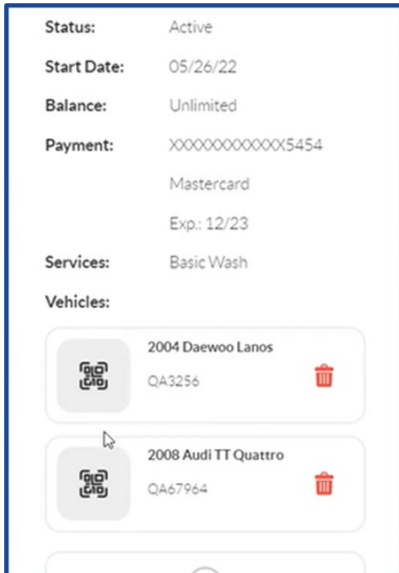 Status: Active
Start Date: 05/26/22
Balance: Unlimited
Payment: XXXXXXXXXXXX5454
Mastercard
Exp.: 12/23
Services: Basic Wash
Vehicles:
2004 Daewoo Lanos
QA3256
2008 Audi TT Quattro
QA67964